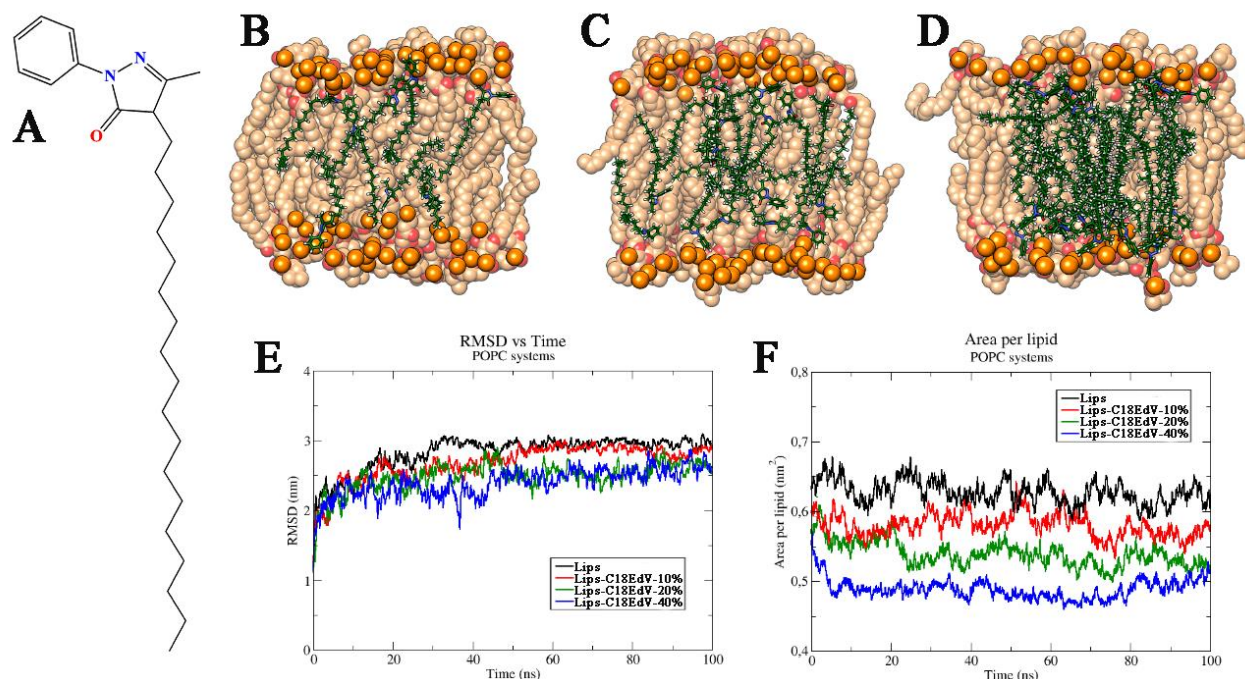 A
N
N
O
B
C
D
E
RMSD vs Time
POPC systems
4
3
2
1
0
RMSD (nm)
0
20
40
60
80
100
Time (ns)
Lips
Lips-C18EdV-10%
Lips-C18EdV-20%
Lips-C18EdV-40%
F
Area per lipid
POPC systems
0,8
0,7
0,6
0,5
0,4
Area per lipid (nm²)
0
20
40
60
80
100
Time (ns)
Lips
Lips-C18EdV-10%
Lips-C18EdV-20%
Lips-C18EdV-40%